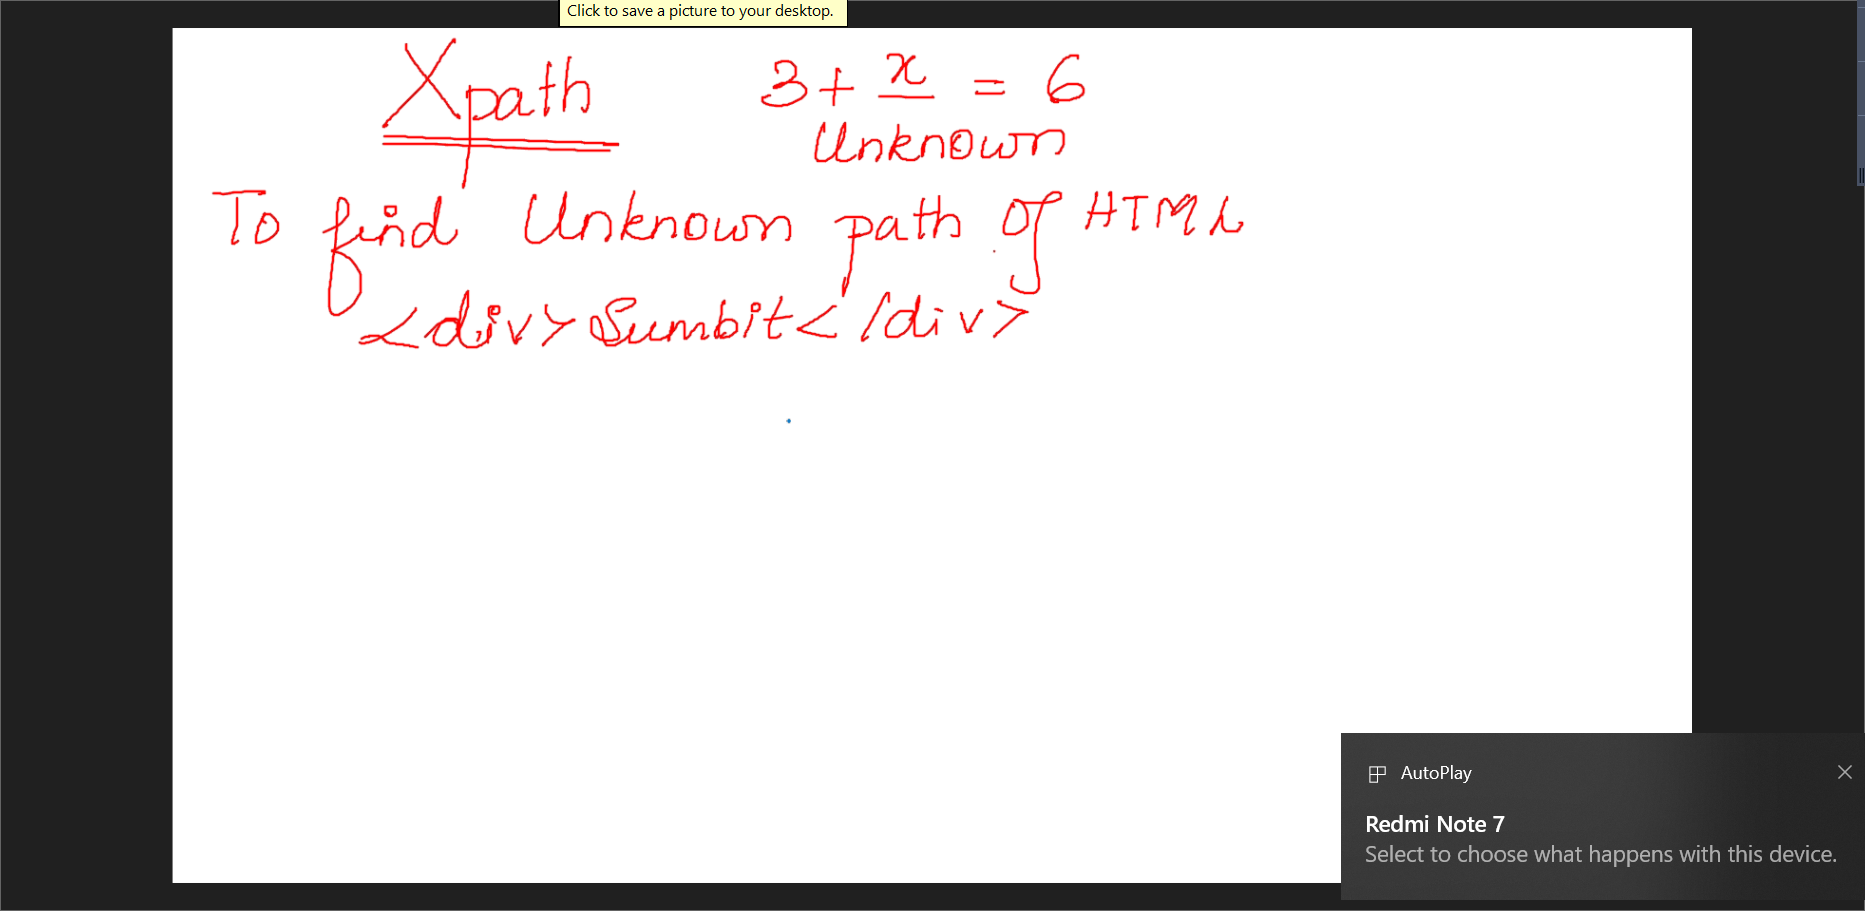 Click to save a picture to your desktop.
Xpath 3 + x = 6
Unknown
To find Unknown path of HTML
<div>Sumbit</div>
AutoPlay
Redmi Note 7
Select to choose what happens with this device.